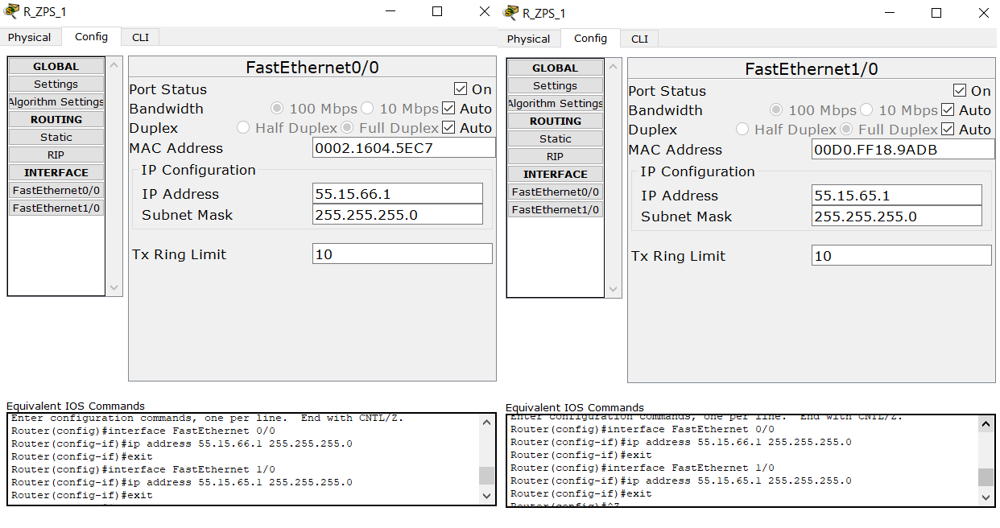 R_ZPS_1
Physical Config CLI
GLOBAL
Settings
Algorithm Settings
ROUTING
Static
RIP
INTERFACE
FastEthernet0/0
FastEthernet1/0
FastEthernet0/0
Port Status On
Bandwidth 100 Mbps 10 Mbps Auto
Duplex Half Duplex Full Duplex Auto
MAC Address 0002.1604.5EC7
IP Configuration
IP Address 55.15.66.1
Subnet Mask 255.255.255.0
Tx Ring Limit 10
Equivalent IOS Commands
Enter configuration commands, one per line.  End with CNTL/Z.
Router(config)#interface FastEthernet 0/0
Router(config-if)#ip address 55.15.66.1 255.255.255.0
Router(config-if)#exit
Router(config)#interface FastEthernet 1/0
Router(config-if)#ip address 55.15.65.1 255.255.255.0
Router(config-if)#exit
R_ZPS_1
Physical Config CLI
GLOBAL
Settings
Algorithm Settings
ROUTING
Static
RIP
INTERFACE
FastEthernet0/0
FastEthernet1/0
FastEthernet1/0
Port Status On
Bandwidth 100 Mbps 10 Mbps Auto
Duplex Half Duplex Full Duplex Auto
MAC Address 00D0.FF18.9ADB
IP Configuration
IP Address 55.15.65.1
Subnet Mask 255.255.255.0
Tx Ring Limit 10
Equivalent IOS Commands
Enter configuration commands, one per line.  End with CNTL/Z.
Router(config)#interface FastEthernet 0/0
Router(config-if)#ip address 55.15.66.1 255.255.255.0
Router(config-if)#exit
Router(config)#interface FastEthernet 1/0
Router(config-if)#ip address 55.15.65.1 255.255.255.0
Router(config-if)#exit
Router(config)#^Z